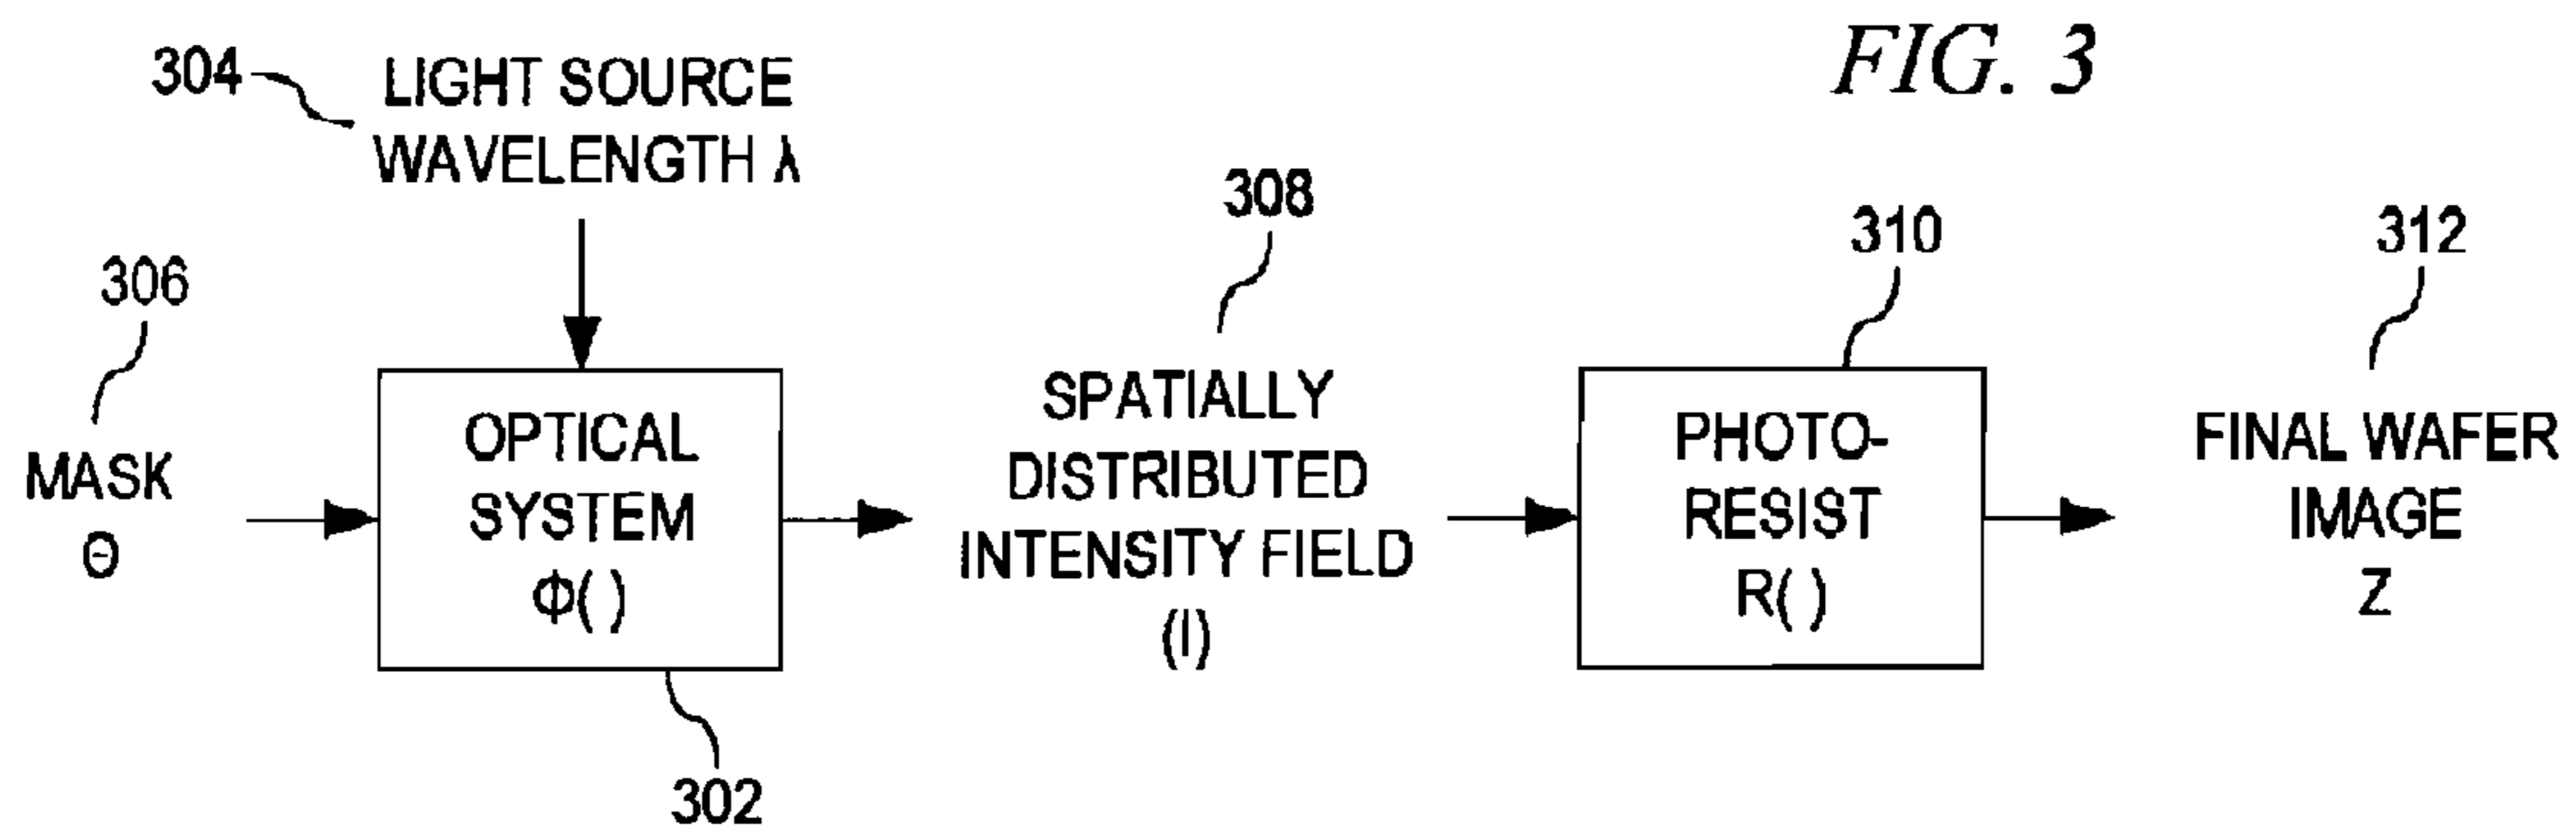 FIG. 3
304
LIGHT SOURCE
WAVELENGTH λ
306
MASK
Θ
OPTICAL
SYSTEM
Φ( )
302
308
SPATIALLY
DISTRIBUTED
INTENSITY FIELD
(I)
310
PHOTO-
RESIST
R( )
312
FINAL WAFER
IMAGE
Z